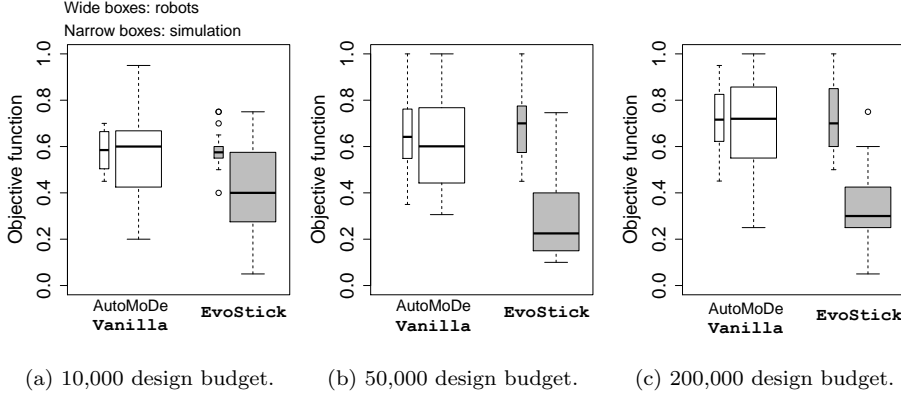 Wide boxes: robots
Narrow boxes: simulation
Objective function
1.0
0.8
0.6
0.4
0.2
0.0
AutoMoDe
Vanilla
EvoStick
(a) 10,000 design budget.
Objective function
1.0
0.8
0.6
0.4
0.2
0.0
AutoMoDe
Vanilla
EvoStick
(b) 50,000 design budget.
Objective function
1.0
0.8
0.6
0.4
0.2
0.0
AutoMoDe
Vanilla
EvoStick
(c) 200,000 design budget.